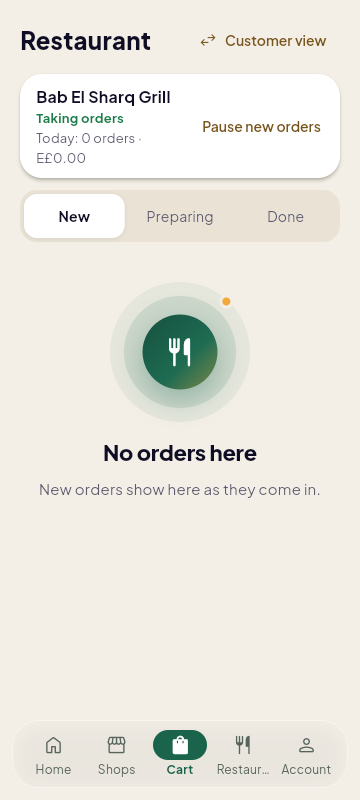 Restaurant
Customer view
Bab El Sharq Grill
Taking orders
Today: 0 orders ·
E£0.00
Pause new orders
New
Preparing
Done
No orders here
New orders show here as they come in.
Home
Shops
Cart
Restaur…
Account